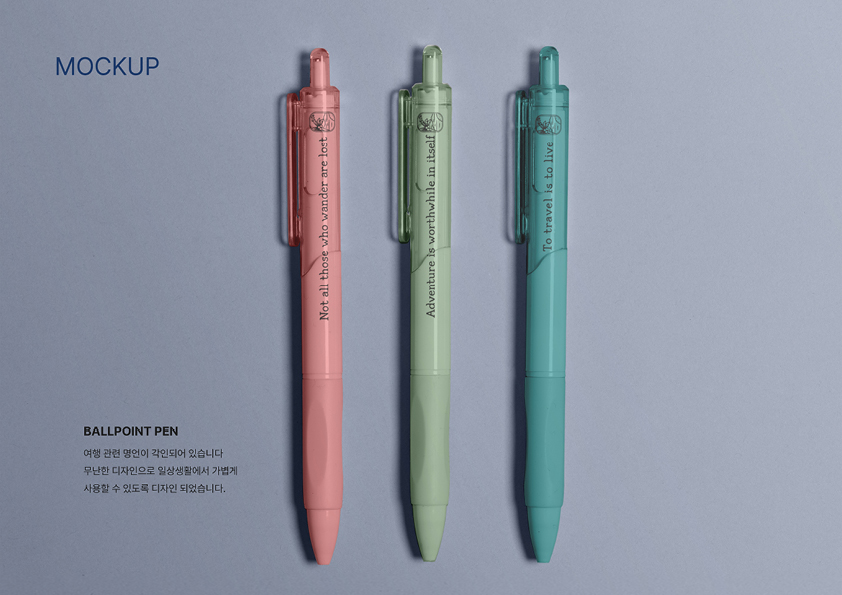 MOCKUP
Not all those who wander are lost
Adventure is worthwhile in itself
To travel is to live
BALLPOINT PEN
여행 관련 명언이 각인되어 있습니다
무난한 디자인으로 일상생활에서 가볍게
사용할 수 있도록 디자인 되었습니다.